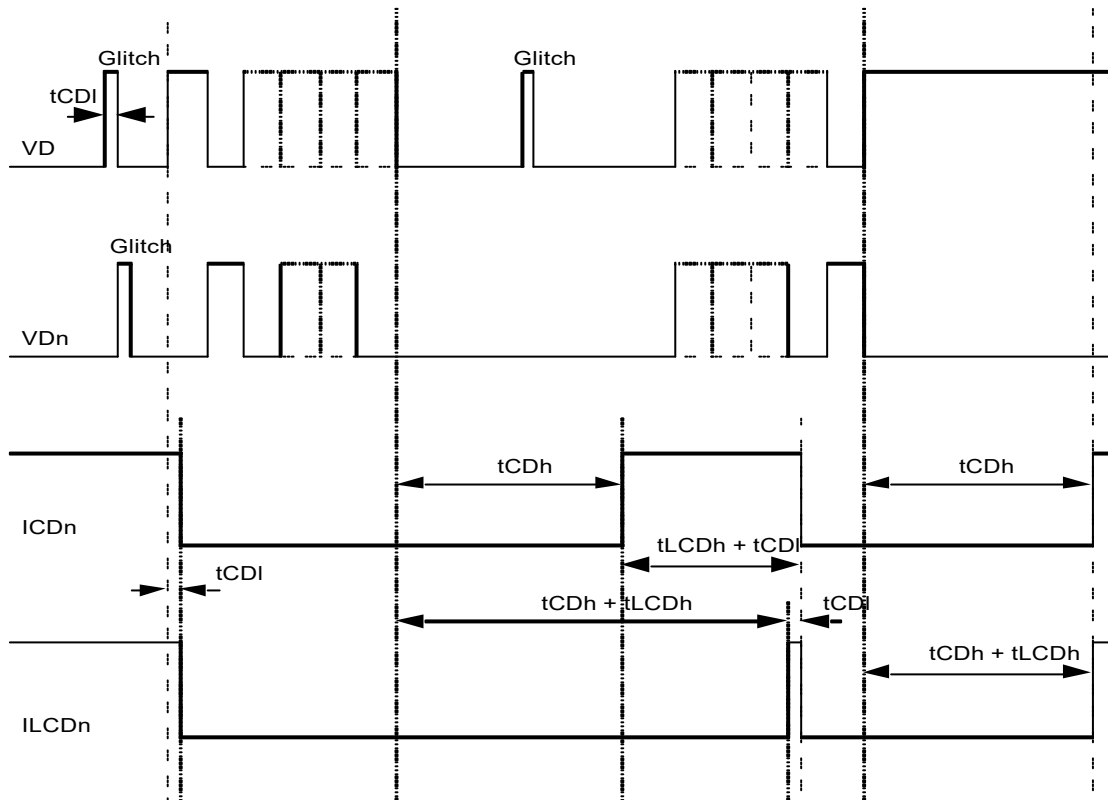 Glitch
Glitch
tCDl
VD
Glitch
VDn
tCDh
tCDh
ICDn
tLCDh + tCDl
tCDl
tCDh + tLCDh
tCDl
tCDh + tLCDh
ILCDn